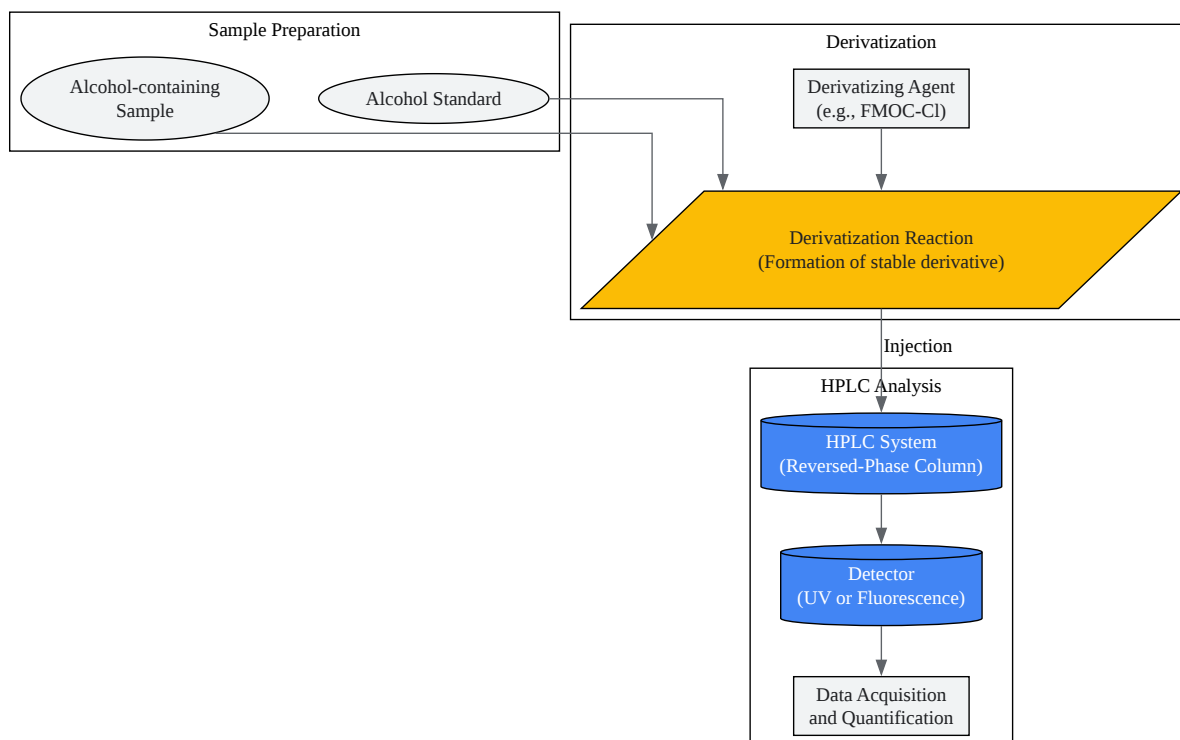 Sample Preparation
Alcohol-containing
Sample
Alcohol Standard
Derivatization
Derivatizing Agent
(e.g., FMOC-Cl)
Derivatization Reaction
(Formation of stable derivative)
Injection
HPLC Analysis
HPLC System
(Reversed-Phase Column)
Detector
(UV or Fluorescence)
Data Acquisition
and Quantification